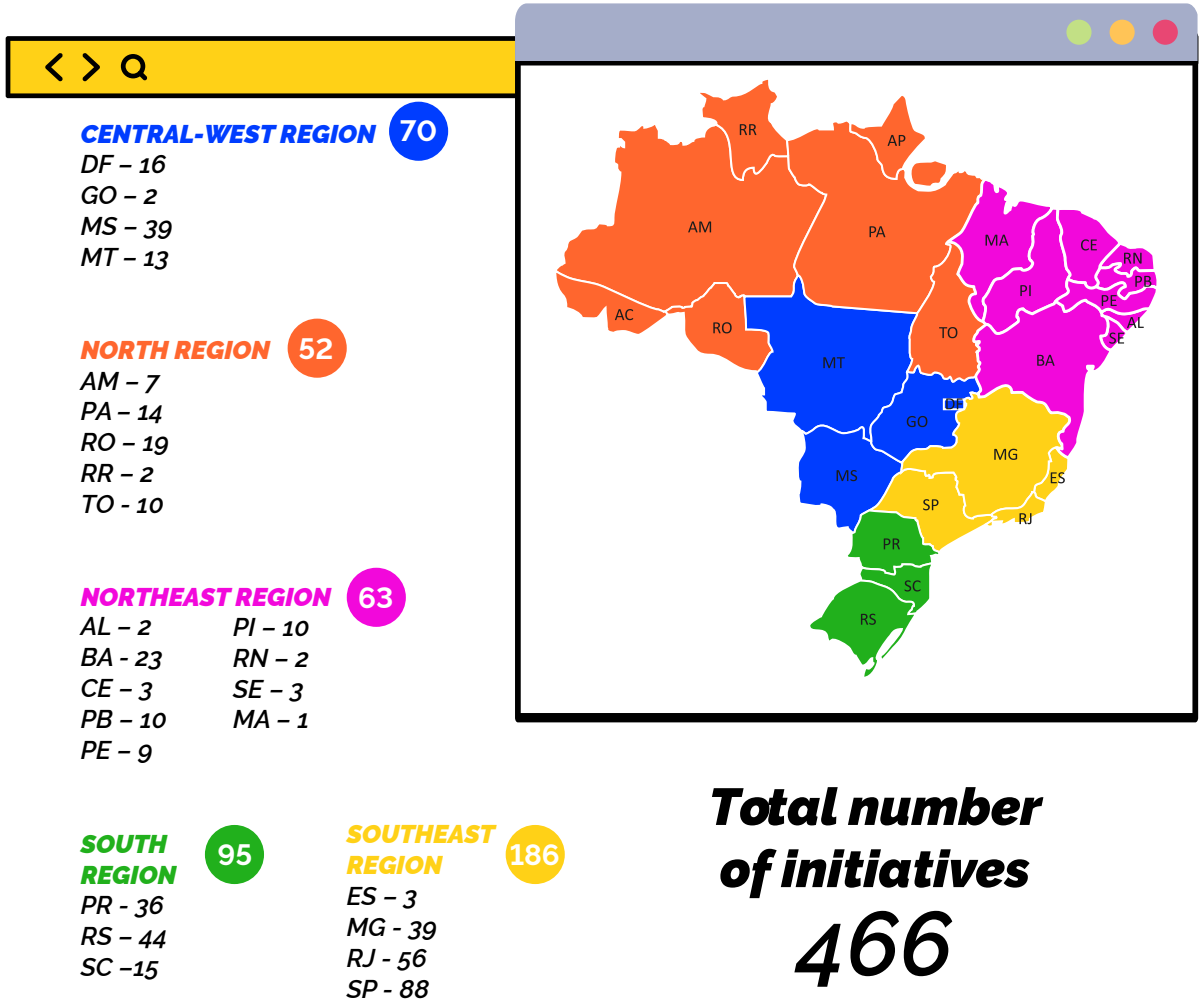 CENTRAL-WEST REGION 70
DF – 16
GO – 2
MS – 39
MT – 13
NORTH REGION 52
AM – 7
PA – 14
RO – 19
RR – 2
TO - 10
NORTHEAST REGION 63
AL – 2
BA - 23
CE – 3
PB – 10
PE – 9
PI – 10
RN – 2
SE – 3
MA – 1
SOUTH
REGION
95
PR - 36
RS – 44
SC –15
SOUTHEAST
REGION
186
ES – 3
MG - 39
RJ - 56
SP - 88
RR
AP
AM
PA
MA
CE
RN
PB
PI
PE
AL
SE
AC
RO
TO
MT
BA
DF
GO
MG
MS
ES
SP
RJ
PR
SC
RS
Total number
of initiatives
466